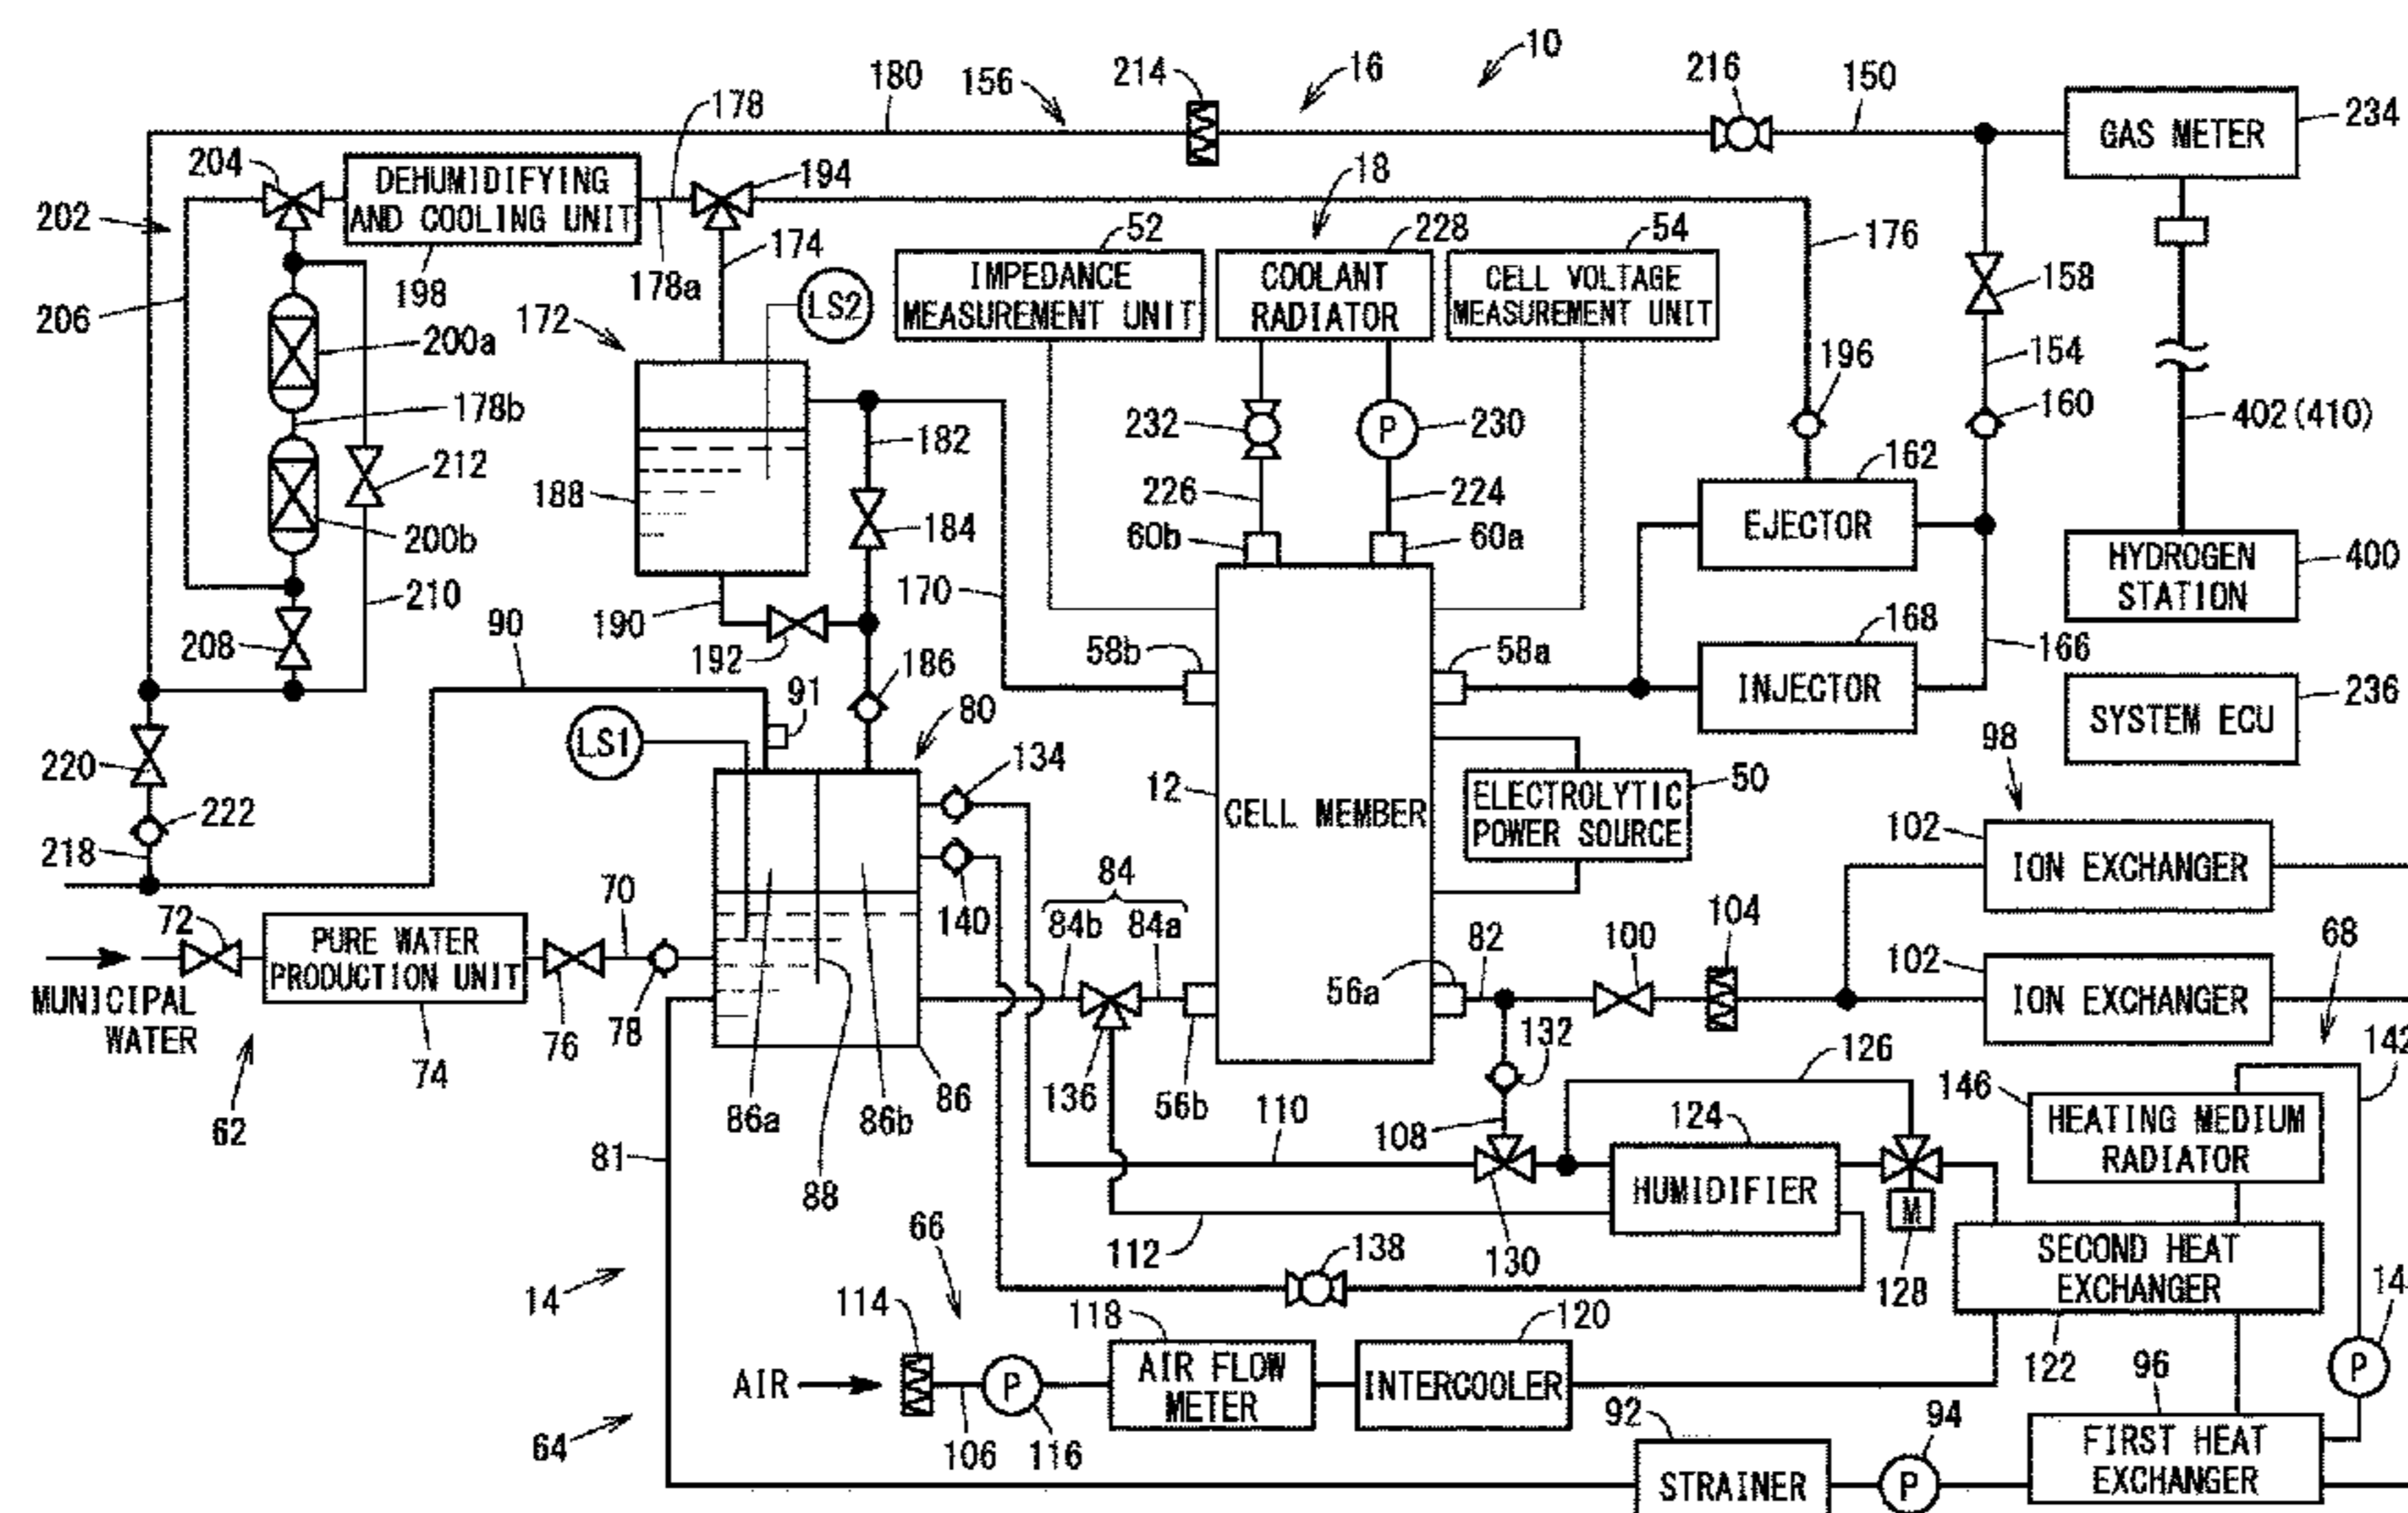 10
180
156
214
16
216
150
GAS METER
234
178
204
DEHUMIDIFYING
AND COOLING UNIT
194
18
202
174
52
228
54
176
198
178a
IMPEDANCE
MEASUREMENT UNIT
COOLANT
RADIATOR
CELL VOLTAGE
MEASUREMENT UNIT
158
206
LS2
172
200a
196
154
178b
182
232
P
230
160
402(410)
212
162
188
226
224
EJECTOR
200b
184
60b
60a
HYDROGEN
STATION
400
210
170
190
90
168
208
192
58b
58a
166
186
91
INJECTOR
236
80
SYSTEM ECU
LS1
220
134
98
12
50
CELL MEMBER
ELECTROLYTIC
POWER SOURCE
222
102
218
ION EXCHANGER
84
70
140
84b
84a
82
100
104
68
72
PURE WATER
PRODUCTION UNIT
102
ION EXCHANGER
56a
MUNICIPAL
WATER
142
76
78
132
126
74
136
56b
146
86a
86b
86
110
124
HEATING MEDIUM
RADIATOR
62
108
81
88
HUMIDIFIER
M
66
112
138
130
SECOND HEAT
EXCHANGER
14
114
118
120
128
14
AIR
P
AIR FLOW
METER
INTERCOOLER
122
96
P
64
106
116
92
94
FIRST HEAT
EXCHANGER
STRAINER
P